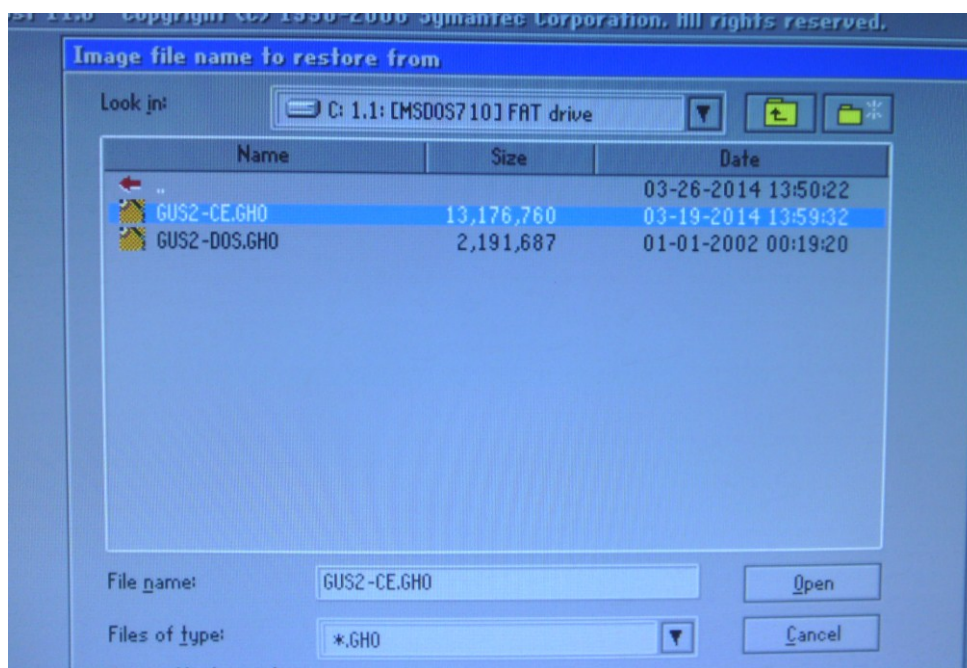 11.0 Copyright (C) 1998-2006 Symantec Corporation. All rights reserved.
Image file name to restore from
Look in: C: 1.1: [MSDOS710] FAT drive
Name Size Date
.. 03-26-2014 13:50:22
GUS2-CE.GHO 13,176,760 03-19-2014 13:59:32
GUS2-DOS.GHO 2,191,687 01-01-2002 00:19:20
File name: GUS2-CE.GHO Open
Files of type: *.GHO Cancel